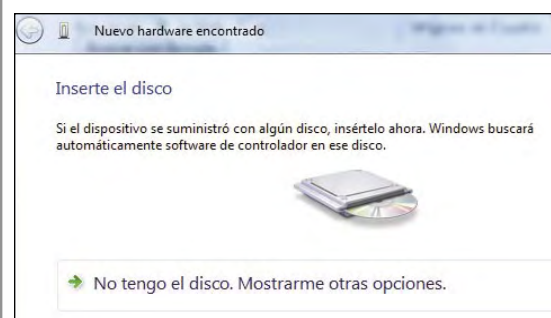 Nuevo hardware encontrado
Inserte el disco
Si el dispositivo se suministró con algún disco, insértelo ahora. Windows buscará
automáticamente software de controlador en ese disco.
No tengo el disco. Mostrarme otras opciones.